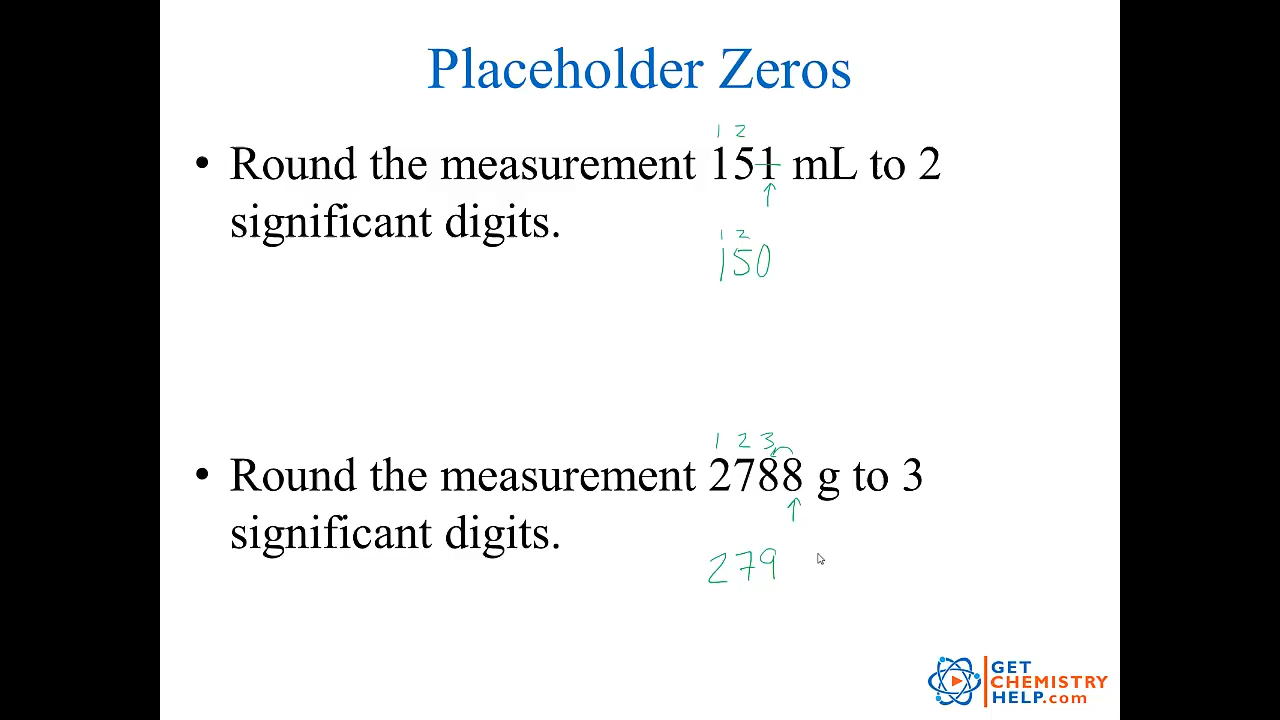 Placeholder Zeros
1 2
• Round the measurement 151 mL to 2
significant digits.
1 2
150
1 2 3
• Round the measurement 2788 g to 3
significant digits.
279
GET
CHEMISTRY
HELP.com